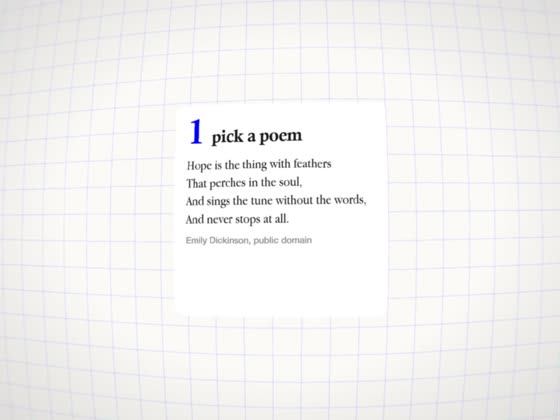 1 pick a poem
Hope is the thing with feathers
That perches in the soul,
And sings the tune without the words,
And never stops at all.
Emily Dickinson, public domain